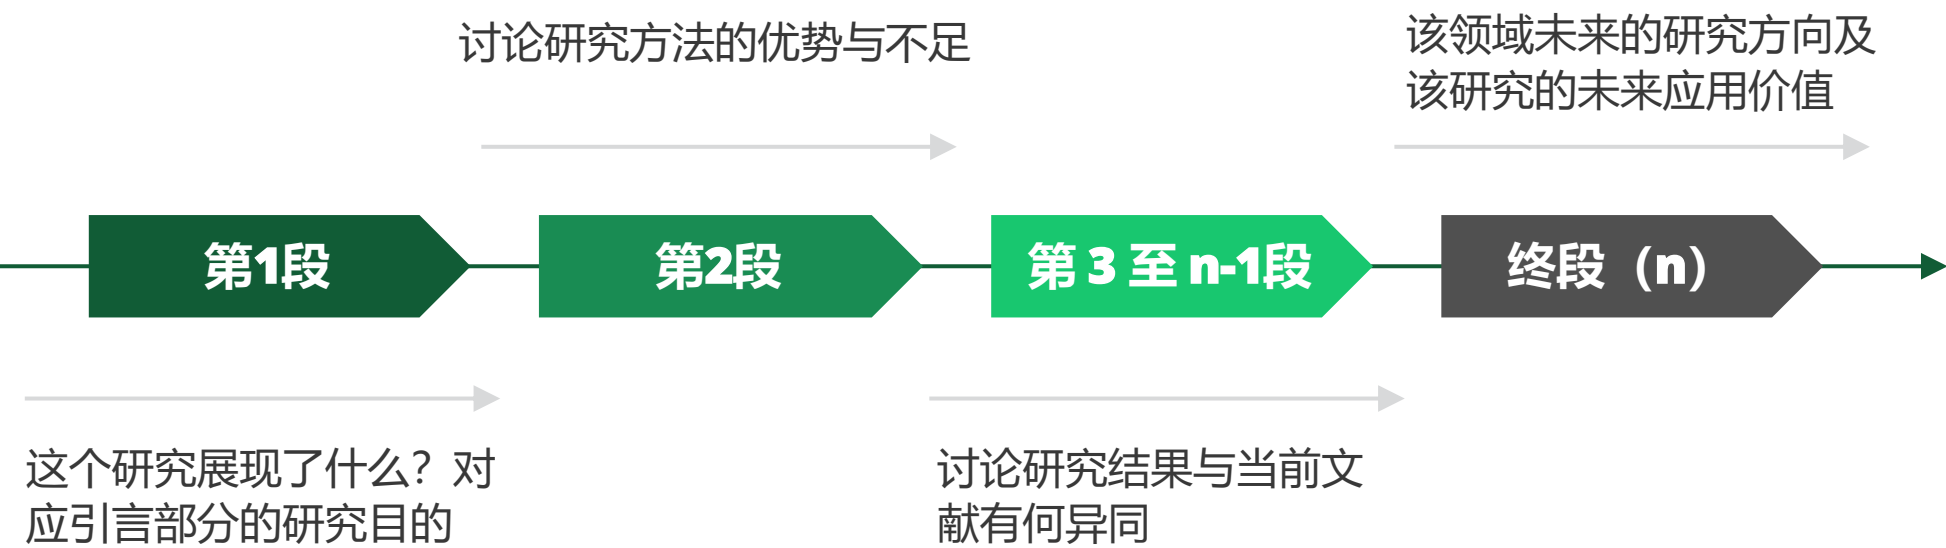 讨论研究方法的优势与不足
该领域未来的研究方向及
该研究的未来应用价值
第1段
第2段
第 3 至 n-1段
终段（n）
这个研究展现了什么？对
应引言部分的研究目的
讨论研究结果与当前文
献有何异同